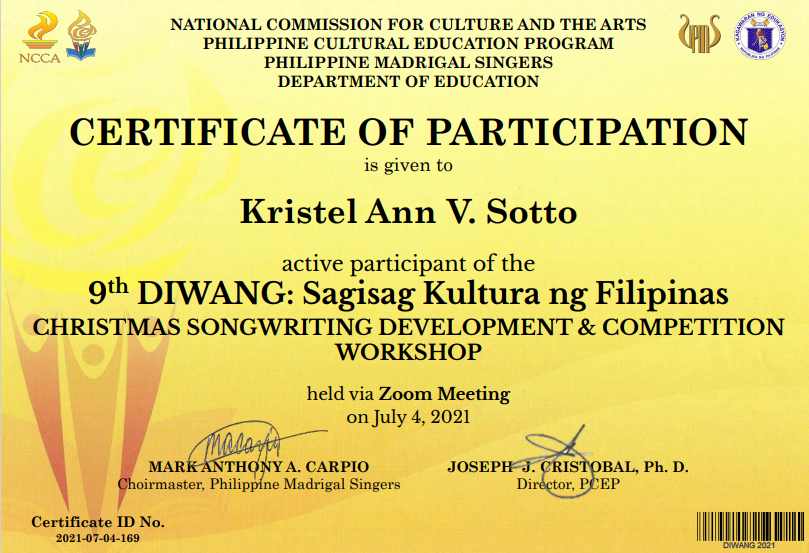 NATIONAL COMMISSION FOR CULTURE AND THE ARTS
PHILIPPINE CULTURAL EDUCATION PROGRAM
PHILIPPINE MADRIGAL SINGERS
DEPARTMENT OF EDUCATION
NCCA
CERTIFICATE OF PARTICIPATION
is given to
Kristel Ann V. Sotto
active participant of the
9th DIWANG: Sagisag Kultura ng Filipinas
CHRISTMAS SONGWRITING DEVELOPMENT & COMPETITION
WORKSHOP
held via Zoom Meeting
on July 4, 2021
MARK ANTHONY A. CARPIO
Choirmaster, Philippine Madrigal Singers
JOSEPH J. CRISTOBAL, Ph. D.
Director, PCEP
Certificate ID No.
2021-07-04-169
DIWANG 2021